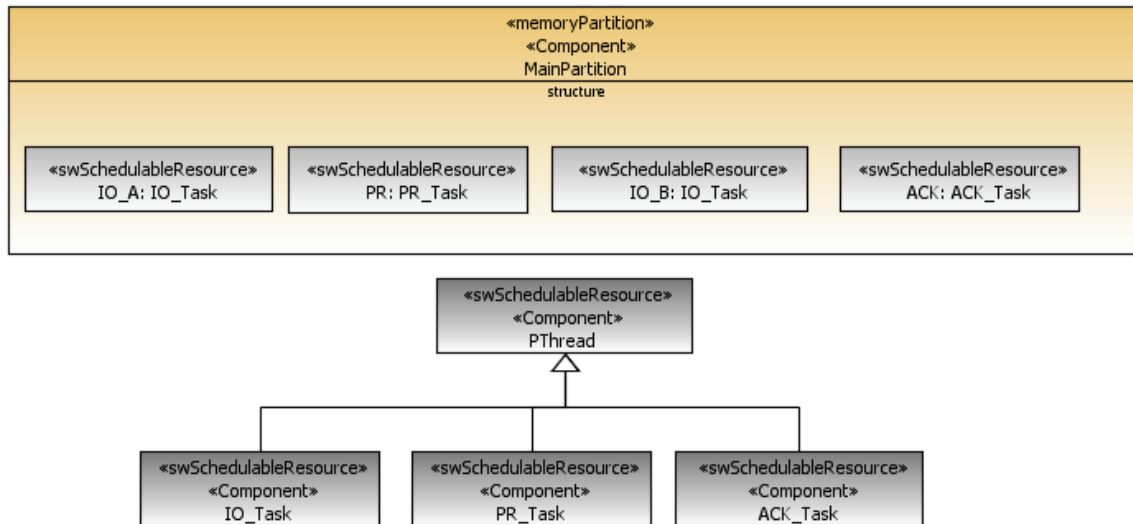 «memoryPartition»
«Component»
MainPartition
structure
«swSchedulableResource»
IO_A: IO_Task
«swSchedulableResource»
PR: PR_Task
«swSchedulableResource»
IO_B: IO_Task
«swSchedulableResource»
ACK: ACK_Task
«swSchedulableResource»
«Component»
PThread
«swSchedulableResource»
«Component»
IO_Task
«swSchedulableResource»
«Component»
PR_Task
«swSchedulableResource»
«Component»
ACK_Task